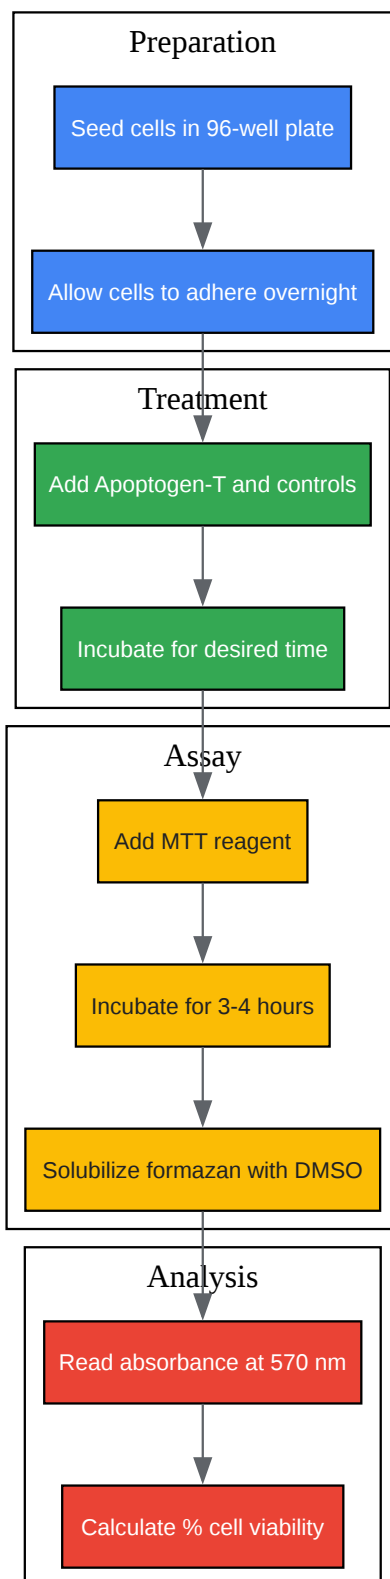 Preparation
Seed cells in 96-well plate
Allow cells to adhere overnight
Treatment
Add Apoptogen-T and controls
Incubate for desired time
Assay
Add MTT reagent
Incubate for 3-4 hours
Solubilize formazan with DMSO
Analysis
Read absorbance at 570 nm
Calculate % cell viability